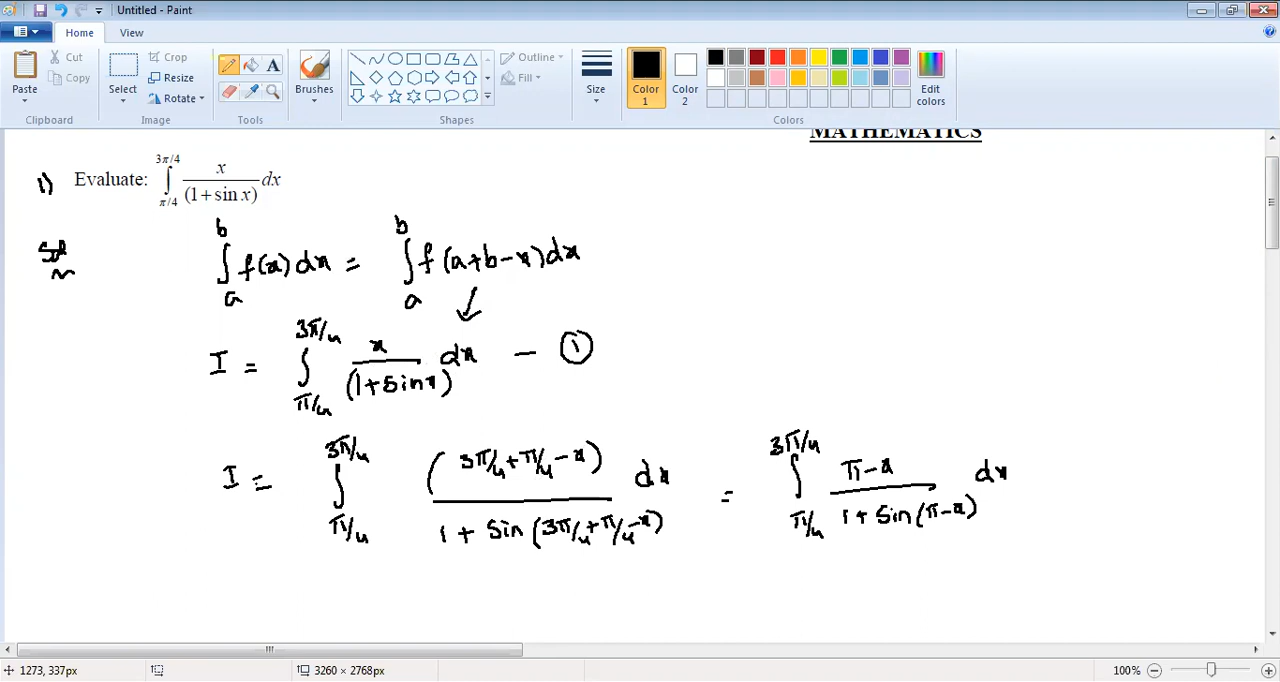 Untitled - Paint
Home View
Paste Cut Copy Clipboard
Select Crop Resize Rotate Image
A Tools
Brushes
Outline Fill Shapes
Size
Color 1 Color 2 Edit colors Colors
MATHEMATICS
1) Evaluate: ∫_{π/4}^{3π/4} x/(1+sin x) dx
Sol
∫_a^b f(x) dx = ∫_a^b f(a+b-x) dx
I = ∫_{π/4}^{3π/4} x/(1+sin x) dx - ①
I = ∫_{π/4}^{3π/4} (3π/4+π/4-x)/(1+sin(3π/4+π/4-x)) dx = ∫_{π/4}^{3π/4} (π-x)/(1+sin(π-x)) dx
1273, 337px 3260 × 2768px 100%